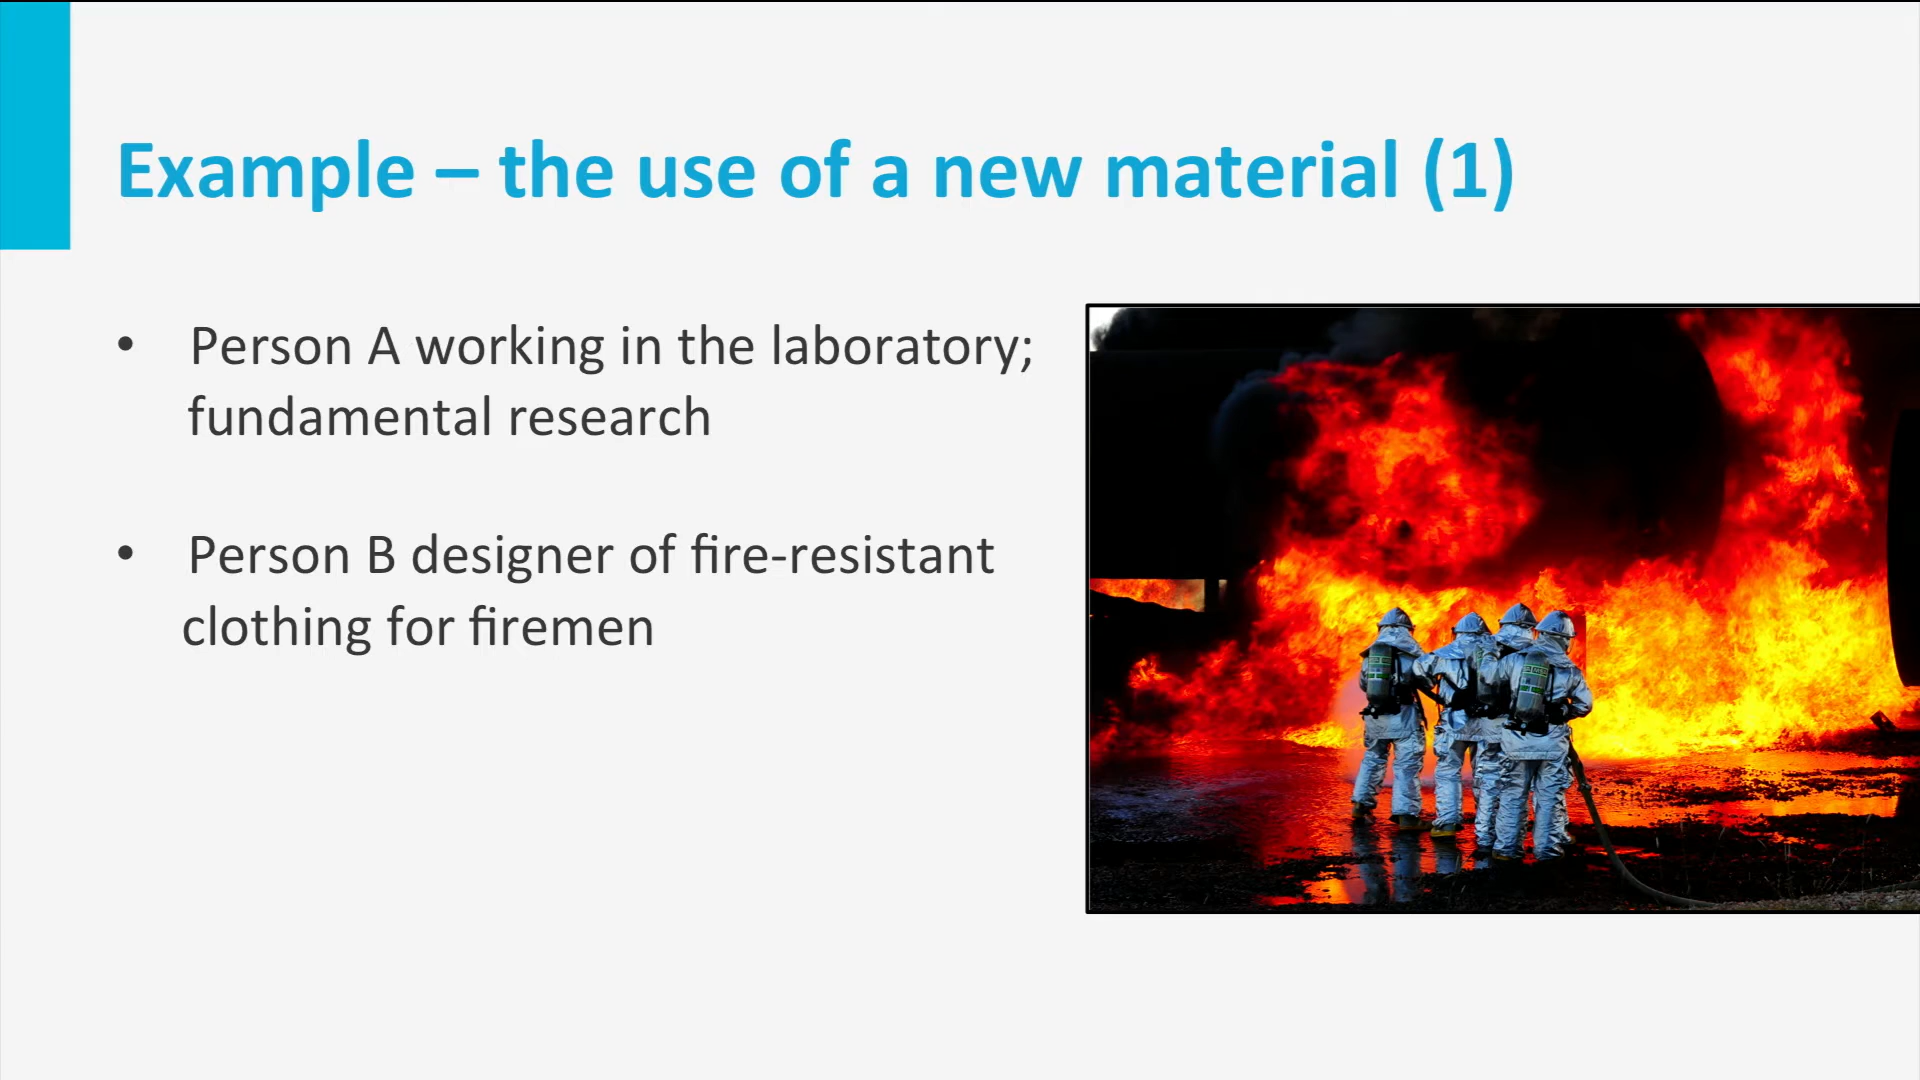 Example – the use of a new material (1)
• Person A working in the laboratory;
fundamental research
• Person B designer of fire-resistant
clothing for firemen